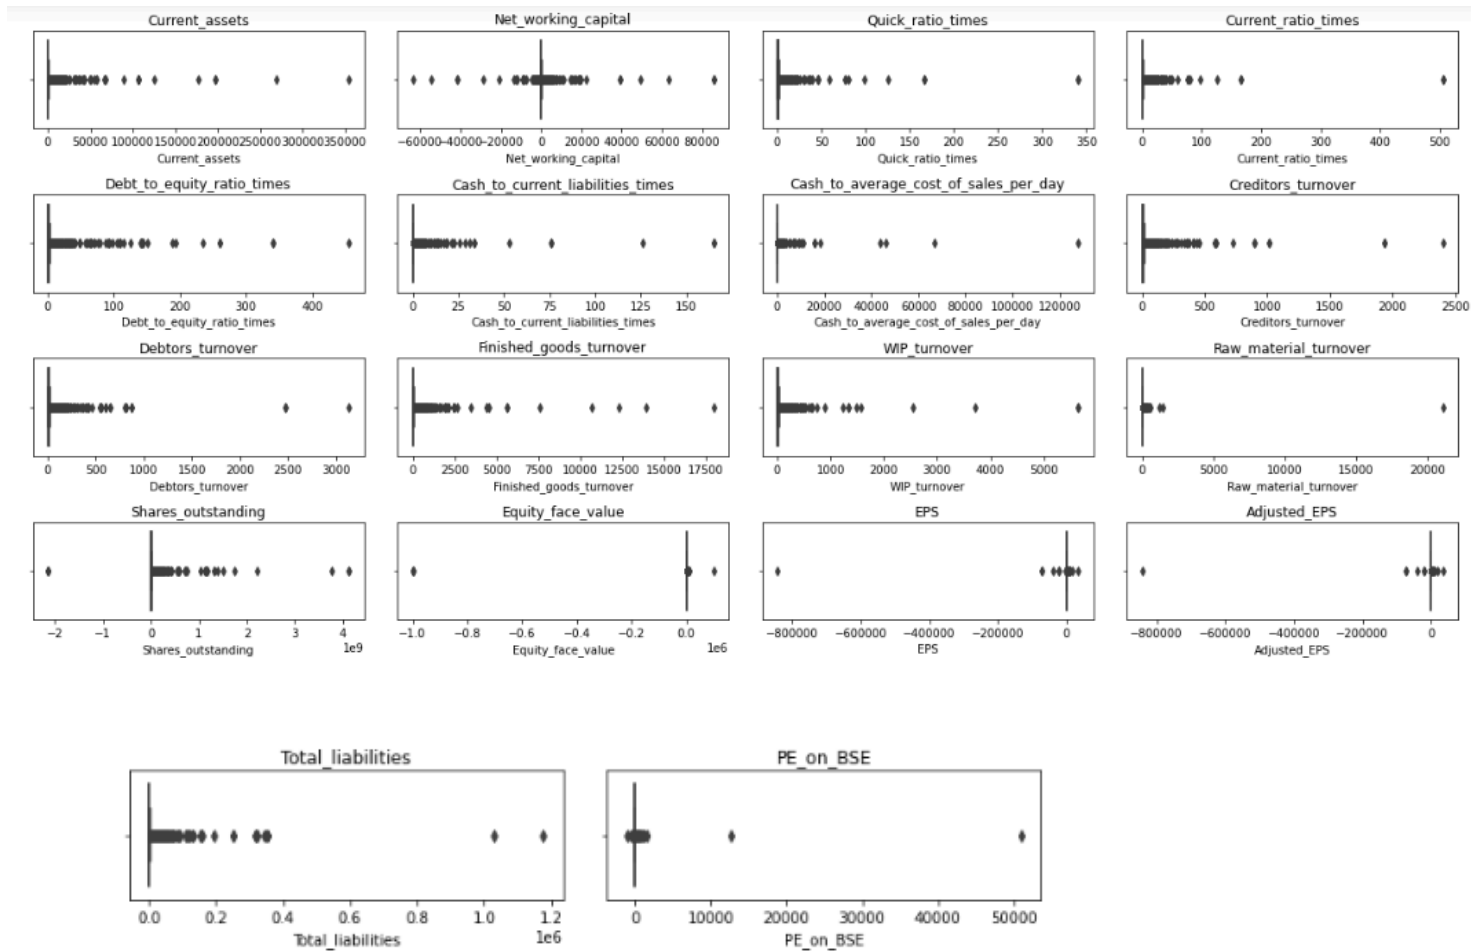 Current_assets
Net_working_capital
Quick_ratio_times
Current_ratio_times
0 50000 100000 150000 200000 250000 300000 350000
−60000 −40000 −20000 0 20000 40000 60000 80000
0 50 100 150 200 250 300 350
0 100 200 300 400 500
Current_assets
Net_working_capital
Quick_ratio_times
Current_ratio_times
Debt_to_equity_ratio_times
Cash_to_current_liabilities_times
Cash_to_average_cost_of_sales_per_day
Creditors_turnover
0 100 200 300 400
0 25 50 75 100 125 150
0 20000 40000 60000 80000 100000 120000
0 500 1000 1500 2000 2500
Debt_to_equity_ratio_times
Cash_to_current_liabilities_times
Cash_to_average_cost_of_sales_per_day
Creditors_turnover
Debtors_turnover
Finished_goods_turnover
WIP_turnover
Raw_material_turnover
0 500 1000 1500 2000 2500 3000
0 2500 5000 7500 10000 12500 15000 17500
0 1000 2000 3000 4000 5000
0 5000 10000 15000 20000
Debtors_turnover
Finished_goods_turnover
WIP_turnover
Raw_material_turnover
Shares_outstanding
Equity_face_value
EPS
Adjusted_EPS
−2 −1 0 1 2 3 4
−1.0 −0.8 −0.6 −0.4 −0.2 0.0
−800000 −600000 −400000 −200000 0
−800000 −600000 −400000 −200000 0
Shares_outstanding
1e9
Equity_face_value
1e6
EPS
Adjusted_EPS
Total_liabilities
PE_on_BSE
0.0 0.2 0.4 0.6 0.8 1.0 1.2
0 10000 20000 30000 40000 50000
Total_liabilities
1e6
PE_on_BSE